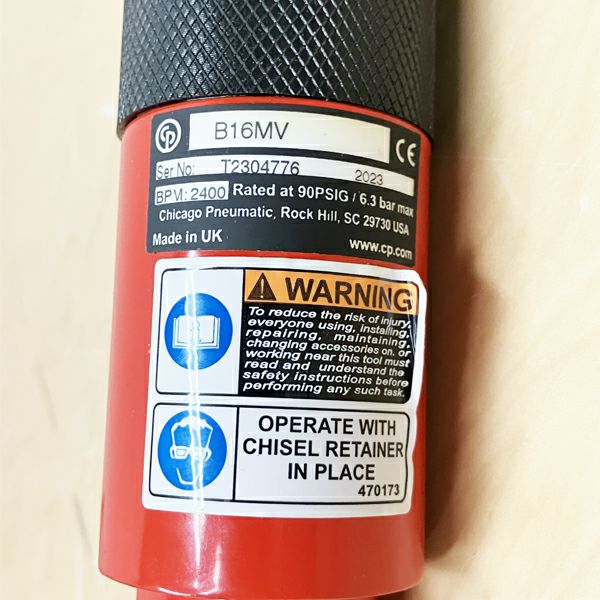 CP
B16MV
CE
Ser No: T2304776 2023
BPM: 2400 Rated at 90PSIG / 6.3 bar max
Chicago Pneumatic, Rock Hill, SC 29730 USA
Made in UK
www.cp.com
WARNING
To reduce the risk of injury,
everyone using, installing,
repairing, maintaining,
changing accessories on, or
working near this tool must
read and understand the
safety instructions before
performing any such task.
OPERATE WITH
CHISEL RETAINER
IN PLACE
470173